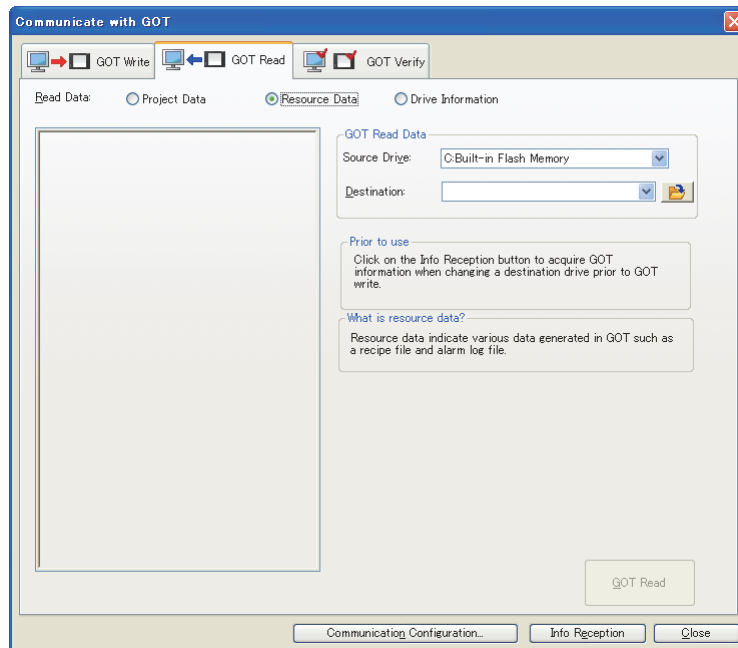 Communicate with GOT
GOT Write
GOT Read
GOT Verify
Read Data:
Project Data
Resource Data
Drive Information
GOT Read Data
Source Drive:
C:Built-in Flash Memory
Destination:
Prior to use
Click on the Info Reception button to acquire GOT
information when changing a destination drive prior to GOT
write.
What is resource data?
Resource data indicate various data generated in GOT such as
a recipe file and alarm log file.
GOT Read
Communication Configuration...
Info Reception
Close